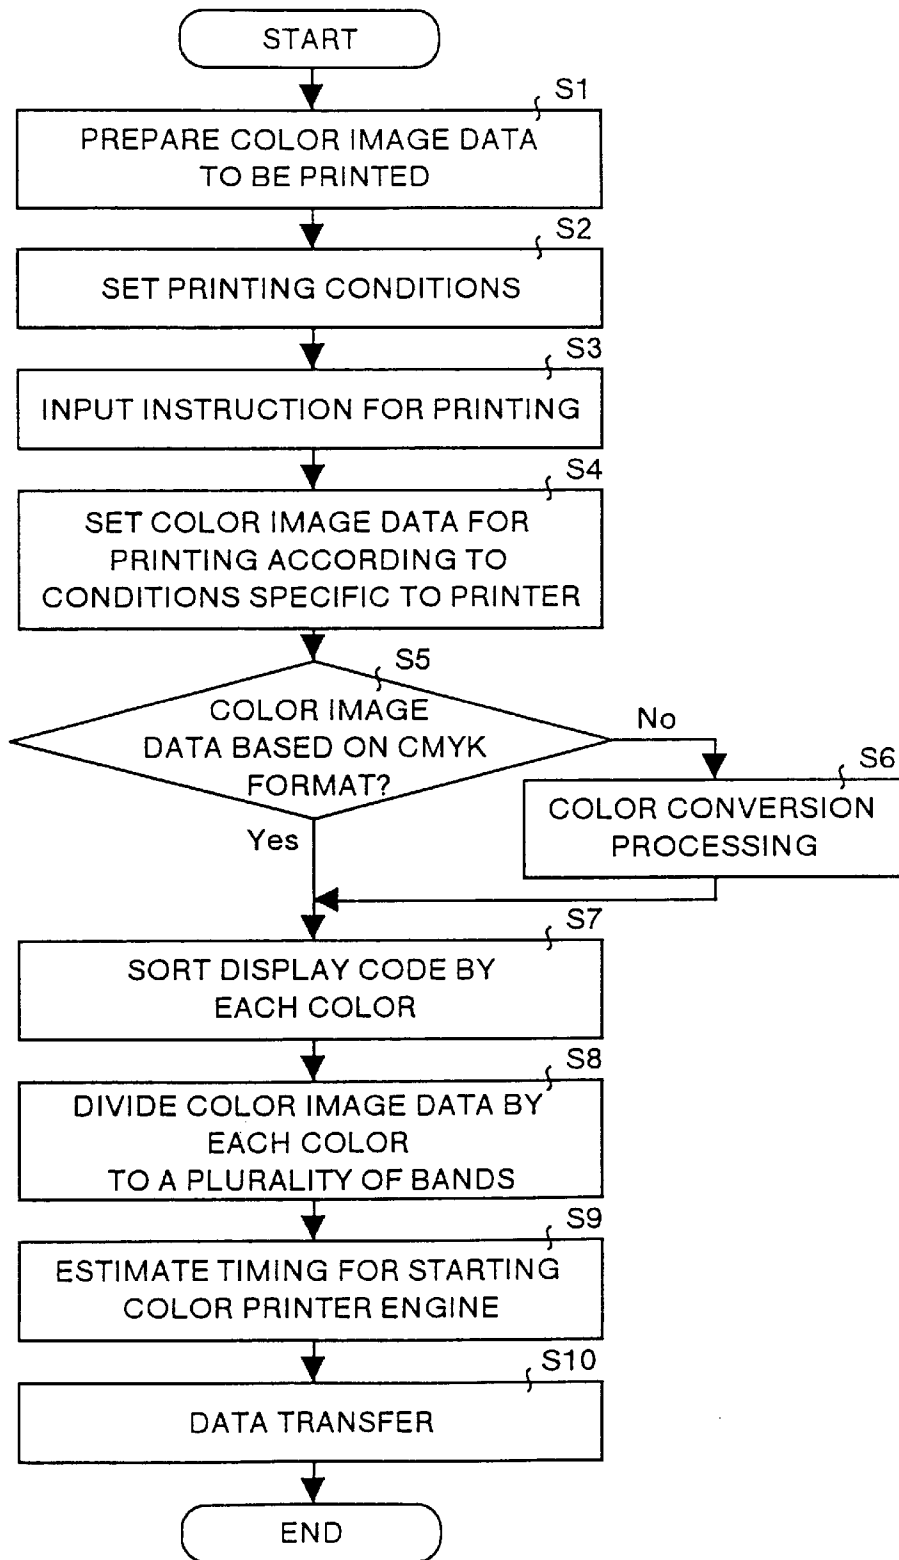 START
S1
PREPARE COLOR IMAGE DATA
TO BE PRINTED
S2
SET PRINTING CONDITIONS
S3
INPUT INSTRUCTION FOR PRINTING
S4
SET COLOR IMAGE DATA FOR
PRINTING ACCORDING TO
CONDITIONS SPECIFIC TO PRINTER
S5
COLOR IMAGE
DATA BASED ON CMYK
FORMAT?
No
Yes
S6
COLOR CONVERSION
PROCESSING
S7
SORT DISPLAY CODE BY
EACH COLOR
S8
DIVIDE COLOR IMAGE DATA BY
EACH COLOR
TO A PLURALITY OF BANDS
S9
ESTIMATE TIMING FOR STARTING
COLOR PRINTER ENGINE
S10
DATA TRANSFER
END